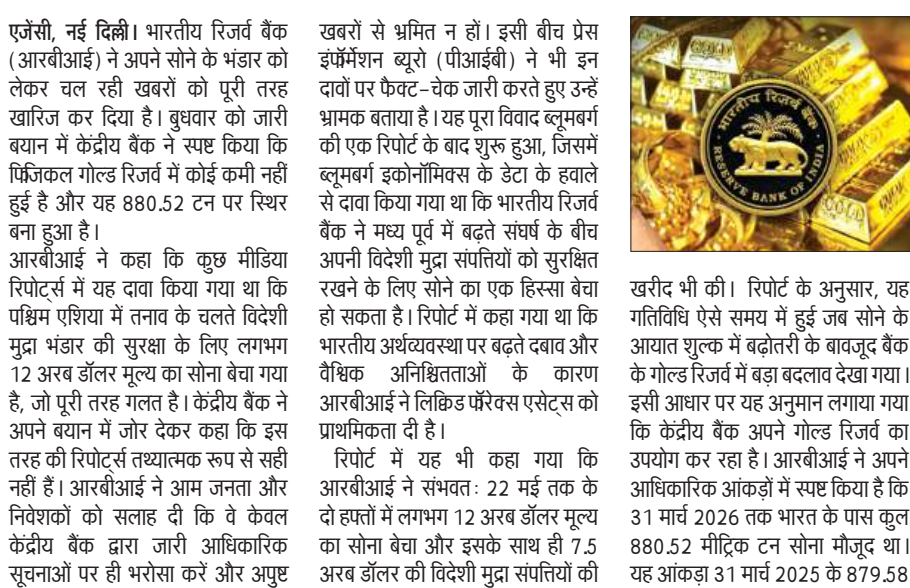 एजेंसी, नई दिल्ली। भारतीय रिजर्व बैंक
(आरबीआई) ने अपने सोने के भंडार को
लेकर चल रही खबरों को पूरी तरह
खारिज कर दिया है। बुधवार को जारी
बयान में केंद्रीय बैंक ने स्पष्ट किया कि
फिजिकल गोल्ड रिजर्व में कोई कमी नहीं
हुई है और यह 880.52 टन पर स्थिर
बना हुआ है।
आरबीआई ने कहा कि कुछ मीडिया
रिपोर्ट्स में यह दावा किया गया था कि
पश्चिम एशिया में तनाव के चलते विदेशी
मुद्रा भंडार की सुरक्षा के लिए लगभग
12 अरब डॉलर मूल्य का सोना बेचा गया
है, जो पूरी तरह गलत है। केंद्रीय बैंक ने
अपने बयान में जोर देकर कहा कि इस
तरह की रिपोर्ट्स तथ्यात्मक रूप से सही
नहीं हैं। आरबीआई ने आम जनता और
निवेशकों को सलाह दी कि वे केवल
केंद्रीय बैंक द्वारा जारी आधिकारिक
सूचनाओं पर ही भरोसा करें और अपुष्ट
खबरों से भ्रमित न हों। इसी बीच प्रेस
इंफॉर्मेशन ब्यूरो (पीआईबी) ने भी इन
दावों पर फैक्ट-चेक जारी करते हुए उन्हें
भ्रामक बताया है। यह पूरा विवाद ब्लूमबर्ग
की एक रिपोर्ट के बाद शुरू हुआ, जिसमें
ब्लूमबर्ग इकोनॉमिक्स के डेटा के हवाले
से दावा किया गया था कि भारतीय रिजर्व
बैंक ने मध्य पूर्व में बढ़ते संघर्ष के बीच
अपनी विदेशी मुद्रा संपत्तियों को सुरक्षित
रखने के लिए सोने का एक हिस्सा बेचा
हो सकता है। रिपोर्ट में कहा गया था कि
भारतीय अर्थव्यवस्था पर बढ़ते दबाव और
वैश्विक अनिश्चितताओं के कारण
आरबीआई ने लिक्विड फॉरेक्स एसेट्स को
प्राथमिकता दी है।
रिपोर्ट में यह भी कहा गया कि
आरबीआई ने संभवतः 22 मई तक के
दो हफ्तों में लगभग 12 अरब डॉलर मूल्य
का सोना बेचा और इसके साथ ही 7.5
अरब डॉलर की विदेशी मुद्रा संपत्तियों की
भारतीय रिज़र्व बैंक
RESERVE BANK OF INDIA
GOLD
खरीद भी की। रिपोर्ट के अनुसार, यह
गतिविधि ऐसे समय में हुई जब सोने के
आयात शुल्क में बढ़ोतरी के बावजूद बैंक
के गोल्ड रिजर्व में बड़ा बदलाव देखा गया।
इसी आधार पर यह अनुमान लगाया गया
कि केंद्रीय बैंक अपने गोल्ड रिजर्व का
उपयोग कर रहा है। आरबीआई ने अपने
आधिकारिक आंकड़ों में स्पष्ट किया है कि
31 मार्च 2026 तक भारत के पास कुल
880.52 मीट्रिक टन सोना मौजूद था।
यह आंकड़ा 31 मार्च 2025 के 879.58